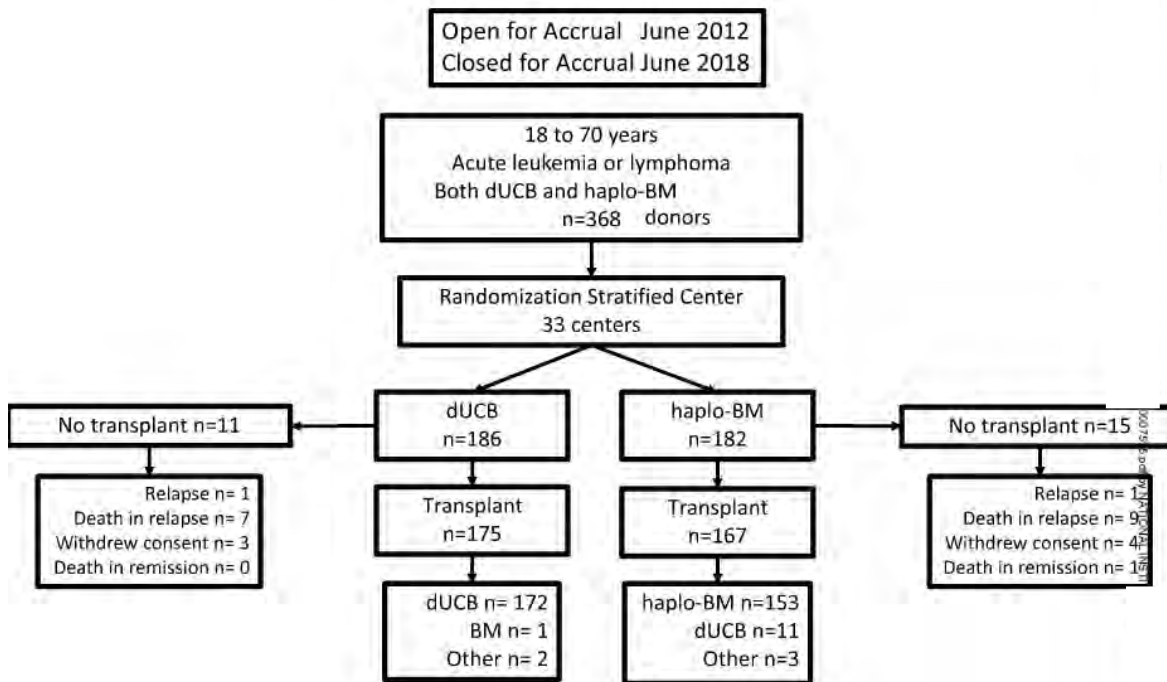 Open for Accrual June 2012
Closed for Accrual June 2018
18 to 70 years
Acute leukemia or lymphoma
Both dUCB and haplo-BM
n=368 donors
Randomization Stratified Center
33 centers
No transplant n=11
dUCB
n=186
haplo-BM
n=182
No transplant n=15
Relapse n= 1
Death in relapse n= 7
Withdrew consent n= 3
Death in remission n= 0
Transplant
n=175
Transplant
n=167
Relapse n= 1
Death in relapse n= 9
Withdrew consent n= 4
Death in remission n= 1
dUCB n= 172
BM n= 1
Other n= 2
haplo-BM n=153
dUCB n=11
Other n=3